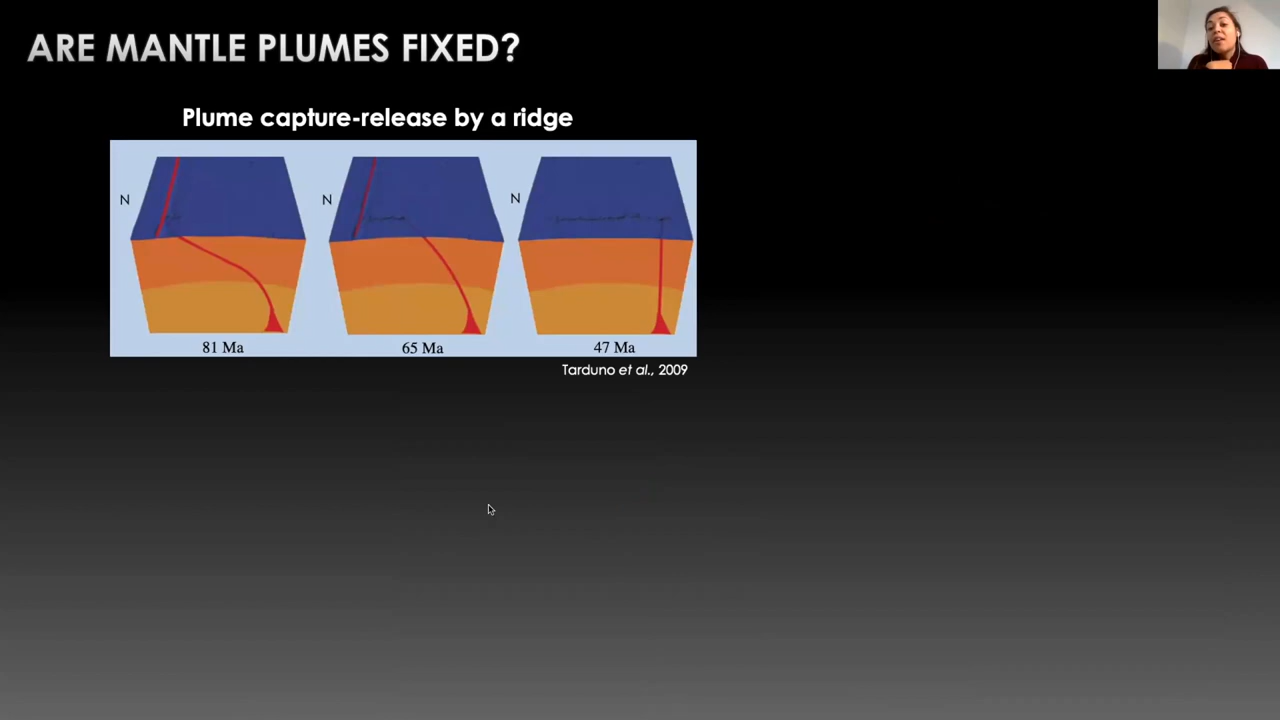 ARE MANTLE PLUMES FIXED?
Plume capture-release by a ridge
N
N
N
81 Ma
65 Ma
47 Ma
Tarduno et al., 2009